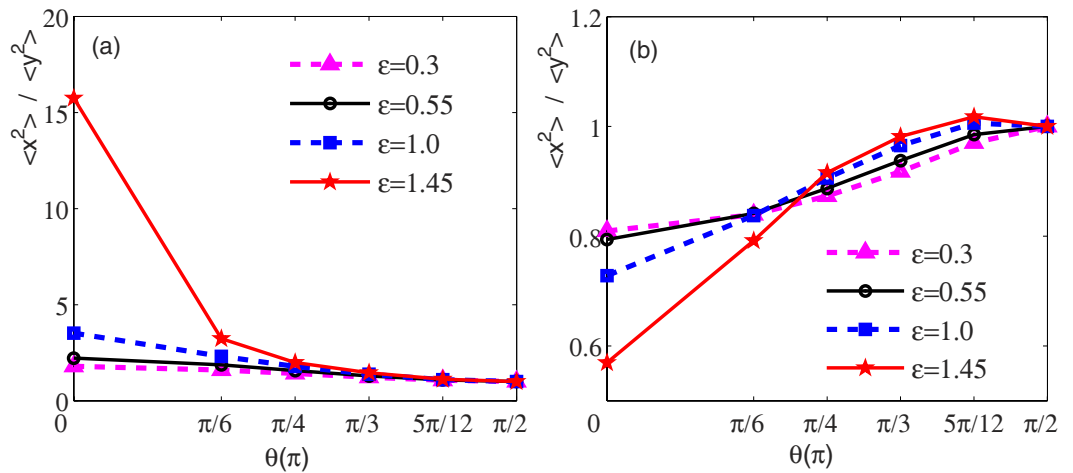 (a)
<x²> / <y²>
20
15
10
5
0
ε=0.3
ε=0.55
ε=1.0
ε=1.45
0 π/6 π/4 π/3 5π/12 π/2
θ(π)
(b)
<x²> / <y²>
1.2
1
0.8
0.6
ε=0.3
ε=0.55
ε=1.0
ε=1.45
0 π/6 π/4 π/3 5π/12 π/2
θ(π)